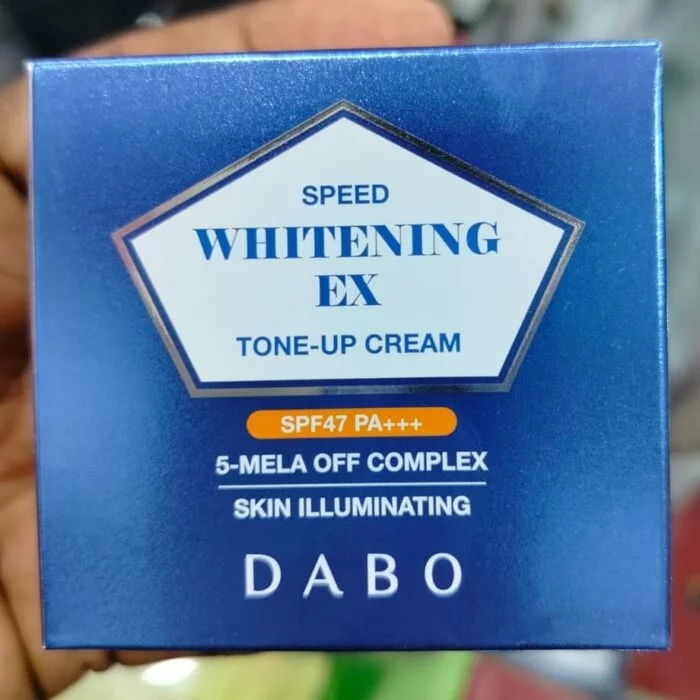 SPEED
WHITENING
EX
TONE-UP CREAM
SPF47 PA+++
5-MELA OFF COMPLEX
SKIN ILLUMINATING
DABO